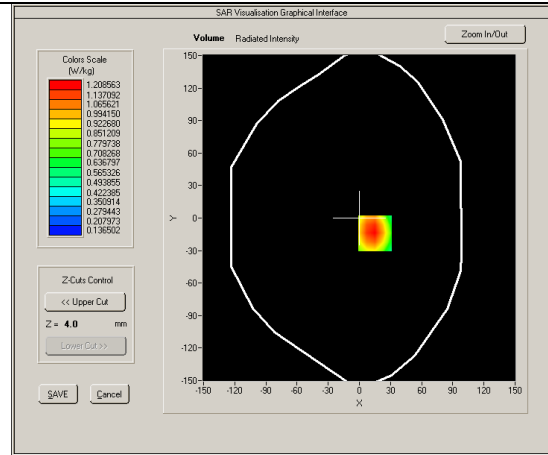 SAR Visualisation Graphical Interface
Volume Radiated Intensity
Zoom In/Out
Colors Scale
(W/kg)
1.208563
1.137092
1.065621
0.994150
0.922680
0.851209
0.779738
0.708268
0.636797
0.565326
0.493855
0.422385
0.350914
0.279443
0.207973
0.136502
Z-Cuts Control
<< Upper Cut
Z = 4.0 mm
Lower Cut >>
SAVE Cancel
150
120
90
60
30
0
-30
-60
-90
-120
-150
Y
-150 -120 -90 -60 -30 0 30 60 90 120 150
X